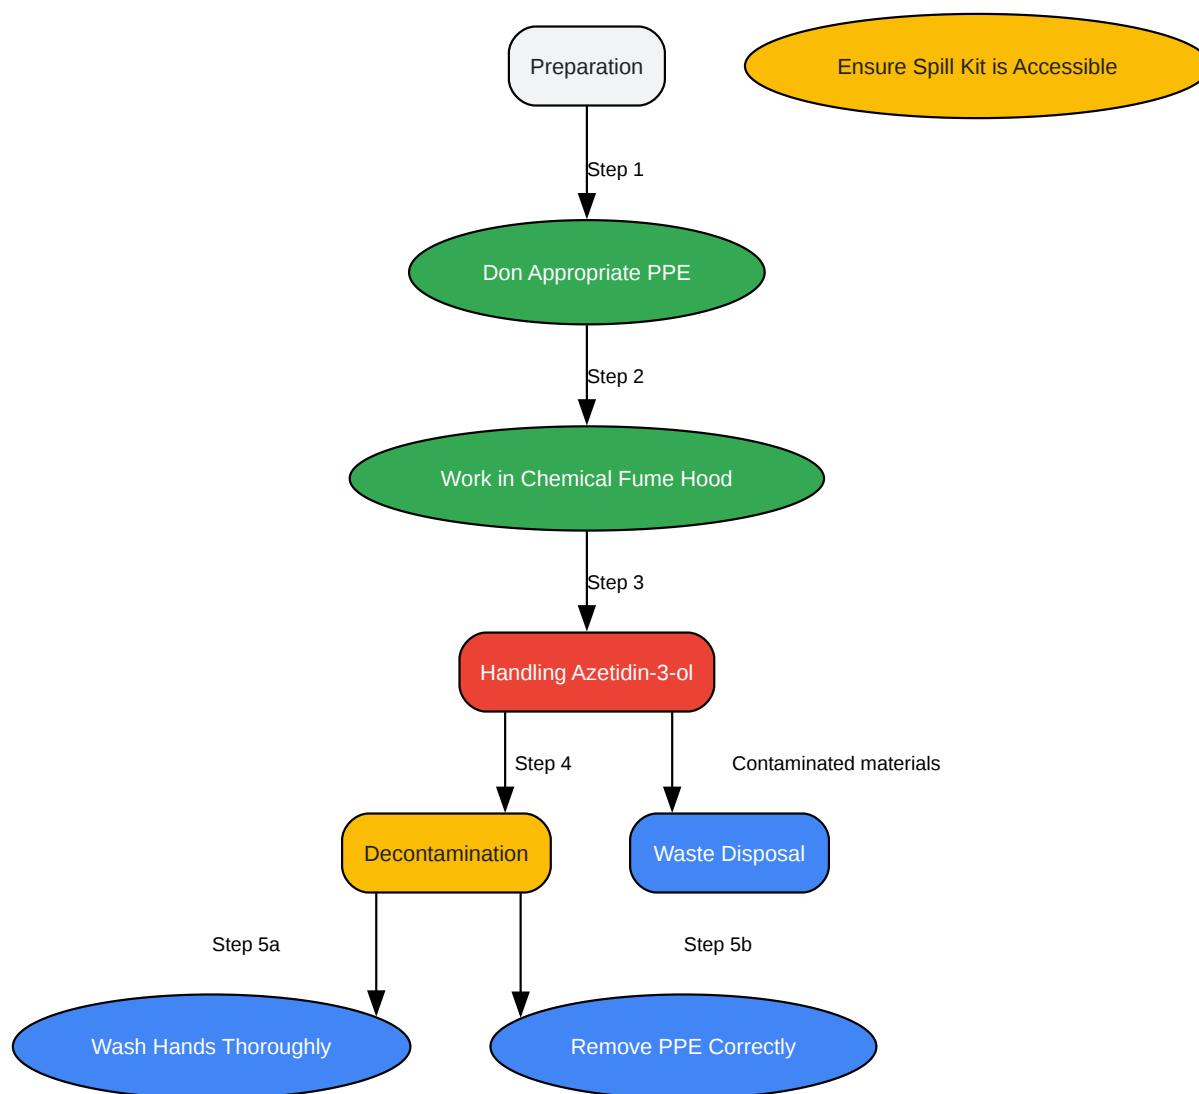 Preparation
Ensure Spill Kit is Accessible
Step 1
Don Appropriate PPE
Step 2
Work in Chemical Fume Hood
Step 3
Handling Azetidin-3-ol
Step 4
Contaminated materials
Decontamination
Waste Disposal
Step 5a
Step 5b
Wash Hands Thoroughly
Remove PPE Correctly